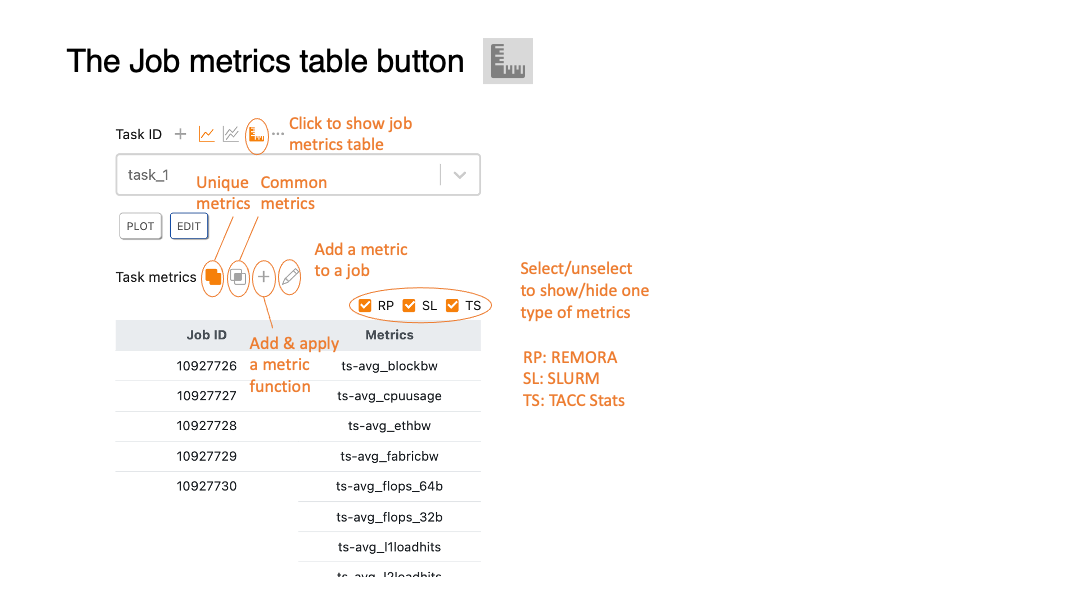 The Job metrics table button
Task ID
Click to show job
metrics table
task_1
Unique
metrics
Common
metrics
PLOT
EDIT
Task metrics
Add a metric
to a job
RP
SL
TS
Select/unselect
to show/hide one
type of metrics
RP: REMORA
SL: SLURM
TS: TACC Stats
Add & apply
a metric
function
Job ID
Metrics
10927726
ts-avg_blockbw
10927727
ts-avg_cpuusage
10927728
ts-avg_ethbw
10927729
ts-avg_fabricbw
10927730
ts-avg_flops_64b
ts-avg_flops_32b
ts-avg_l1loadhits
ts-avg_l2loadhits